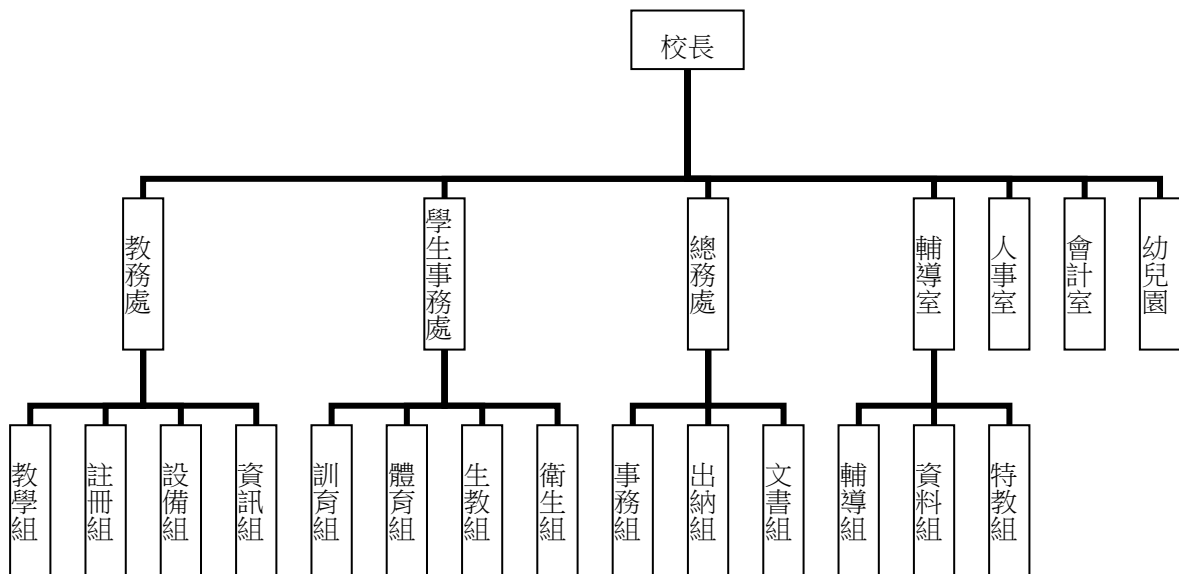 校長
教務處
學生事務處
總務處
輔導室
人事室
會計室
幼兒園
教學組
註冊組
設備組
資訊組
訓育組
體育組
生教組
衛生組
事務組
出納組
文書組
輔導組
資料組
特教組